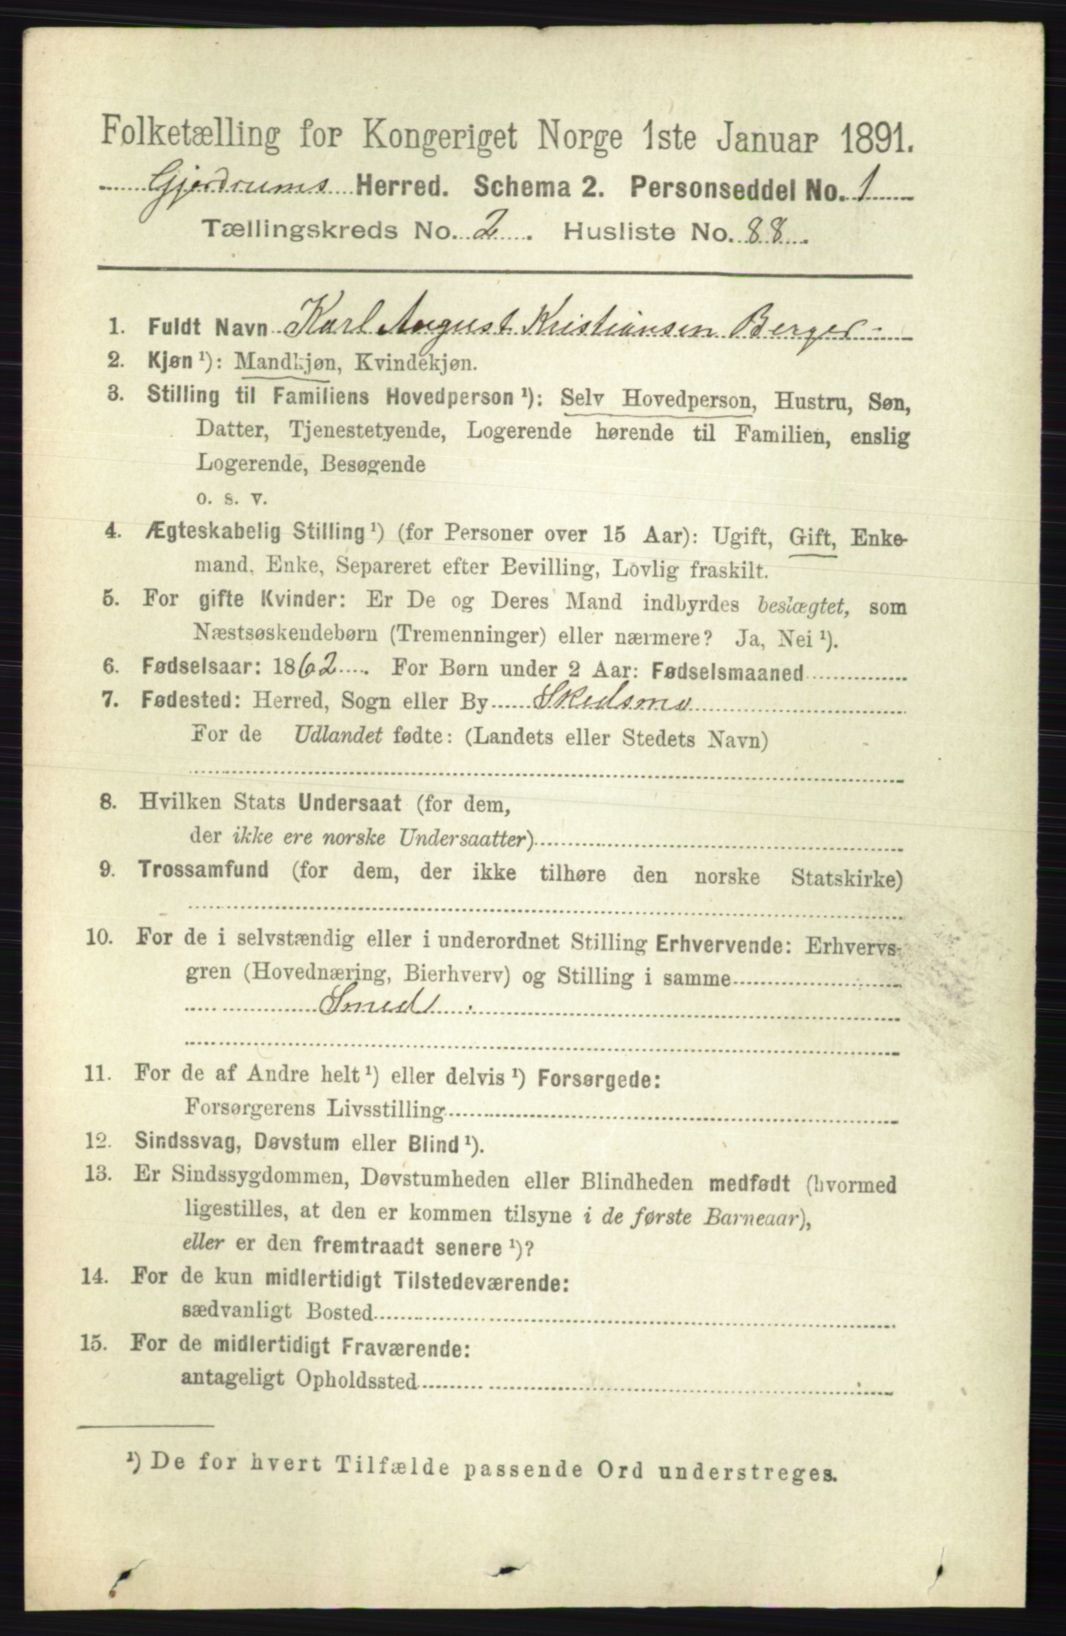 Folketælling for Kongeriget Norge 1ste Januar 1891.
Gjerdrums Herred. Schema 2. Personseddel No. 1
Tællingskreds No. 2. Husliste No. 88.
1. Fuldt Navn Karl August Kristiansen Berger
2. Kjøn ¹): Mandkjøn, Kvindekjøn.
3. Stilling til Familiens Hovedperson ¹): Selv Hovedperson, Hustru, Søn,
Datter, Tjenestetyende, Logerende hørende til Familien, enslig
Logerende, Besøgende
o. s. v.
4. Ægteskabelig Stilling ¹) (for Personer over 15 Aar): Ugift, Gift, Enke-
mand, Enke, Separeret efter Bevilling, Lovlig fraskilt.
5. For gifte Kvinder: Er De og Deres Mand indbyrdes beslægtet, som
Næstsøskendebørn (Tremenninger) eller nærmere? Ja, Nei ¹).
6. Fødselsaar: 1862. For Børn under 2 Aar: Fødselsmaaned
7. Fødested: Herred, Sogn eller By Skedsmo
For de Udlandet fødte: (Landets eller Stedets Navn)
8. Hvilken Stats Undersaat (for dem,
der ikke ere norske Undersaatter)
9. Trossamfund (for dem, der ikke tilhøre den norske Statskirke)
10. For de i selvstændig eller i underordnet Stilling Erhvervende: Erhvervs-
gren (Hovednæring, Bierhverv) og Stilling i samme
Smed
11. For de af Andre helt ¹) eller delvis ¹) Forsørgede:
Forsørgerens Livsstilling
12. Sindssvag, Døvstum eller Blind ¹).
13. Er Sindssygdommen, Døvstumheden eller Blindheden medfødt (hvormed
ligestilles, at den er kommen tilsyne i de første Barneaar),
eller er den fremtraadt senere ¹)?
14. For de kun midlertidigt Tilstedeværende:
sædvanligt Bosted
15. For de midlertidigt Fraværende:
antageligt Opholdssted
¹) De for hvert Tilfælde passende Ord understreges.